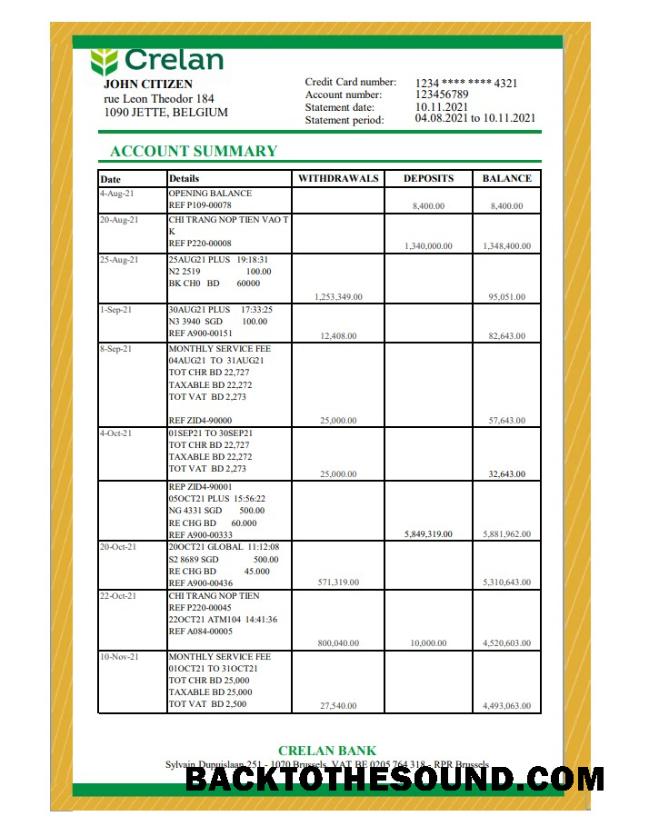 Crelan
JOHN CITIZEN
rue Leon Theodor 184
1090 JETTE, BELGIUM
Credit Card number: 1234 **** **** 4321
Account number: 123456789
Statement date: 10.11.2021
Statement period: 04.08.2021 to 10.11.2021
ACCOUNT SUMMARY
Date Details WITHDRAWALS DEPOSITS BALANCE
4-Aug-21 OPENING BALANCE
REF P109-00078 8,400.00 8,400.00
20-Aug-21 CHI TRANG NOP TIEN VAO T
K
REF P220-00008 1,340,000.00 1,348,400.00
25-Aug-21 25AUG21 PLUS 19:18:31
N2 2519 100.00
BK CH0 BD 60000
1,253,349.00 95,051.00
1-Sep-21 30AUG21 PLUS 17:33:25
N3 3940 SGD 100.00
REF A900-00151 12,408.00 82,643.00
8-Sep-21 MONTHLY SERVICE FEE
04AUG21 TO 31AUG21
TOT CHR BD 22,727
TAXABLE BD 22,272
TOT VAT BD 2,273
REF ZID4-90000 25,000.00 57,643.00
4-Oct-21 01SEP21 TO 30SEP21
TOT CHR BD 22,727
TAXABLE BD 22,272
TOT VAT BD 2,273 25,000.00 32,643.00
REP ZID4-90001
05OCT21 PLUS 15:56:22
NG 4331 SGD 500.00
RE CHG BD 60.000
REF A900-00333 5,849,319.00 5,881,962.00
20-Oct-21 20OCT21 GLOBAL 11:12:08
S2 8689 SGD 500.00
RE CHG BD 45.000
REF A900-00436 571,319.00 5,310,643.00
22-Oct-21 CHI TRANG NOP TIEN
REF P220-00045
22OCT21 ATM104 14:41:36
REF A084-00005
800,040.00 10,000.00 4,520,603.00
10-Nov-21 MONTHLY SERVICE FEE
01OCT21 TO 31OCT21
TOT CHR BD 25,000
TAXABLE BD 25,000
TOT VAT BD 2,500 27,540.00 4,493,063.00
CRELAN BANK
Sylvain Dupuislaan 251 - 1070 Brussels, VAT BE 0205 764 318 - RPR Brussels
BACKTOTHESOUND.COM